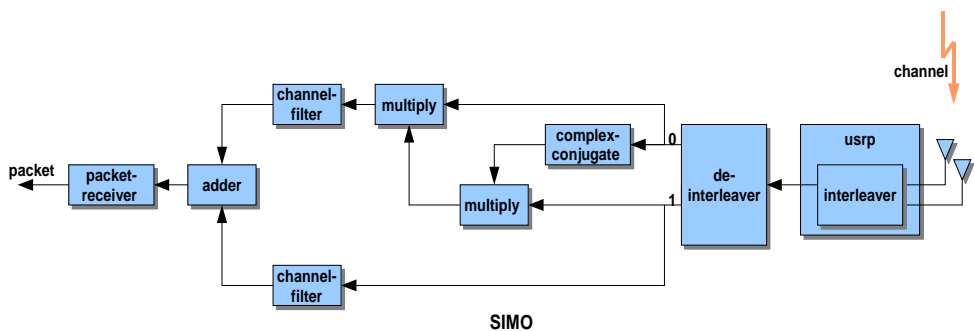 channel
channel-
filter
multiply
complex-
conjugate
0
usrp
packet
packet-
receiver
adder
multiply
1
de-
interleaver
interleaver
channel-
filter
SIMO